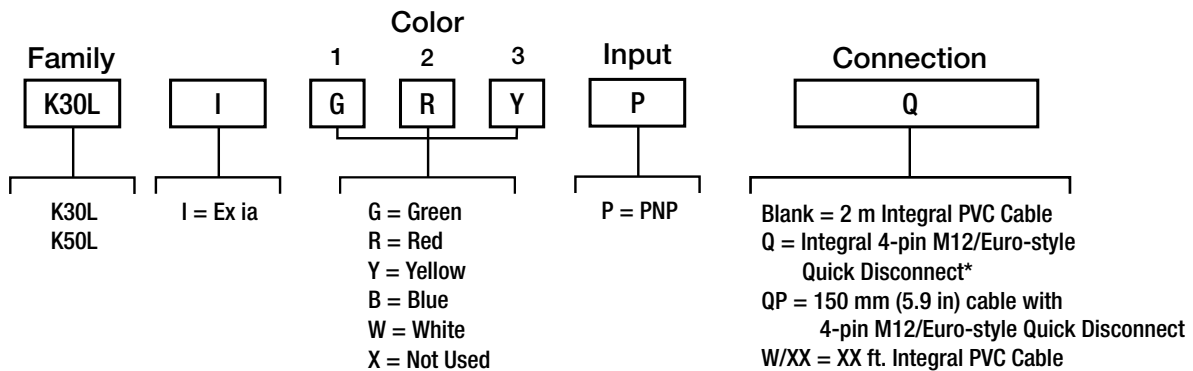 Color
Family 1 2 3 Input Connection
K30L I G R Y P Q
K30L
K50L
I = Ex ia
G = Green
R = Red
Y = Yellow
B = Blue
W = White
X = Not Used
P = PNP
Blank = 2 m Integral PVC Cable
Q = Integral 4-pin M12/Euro-style
Quick Disconnect*
QP = 150 mm (5.9 in) cable with
4-pin M12/Euro-style Quick Disconnect
W/XX = XX ft. Integral PVC Cable